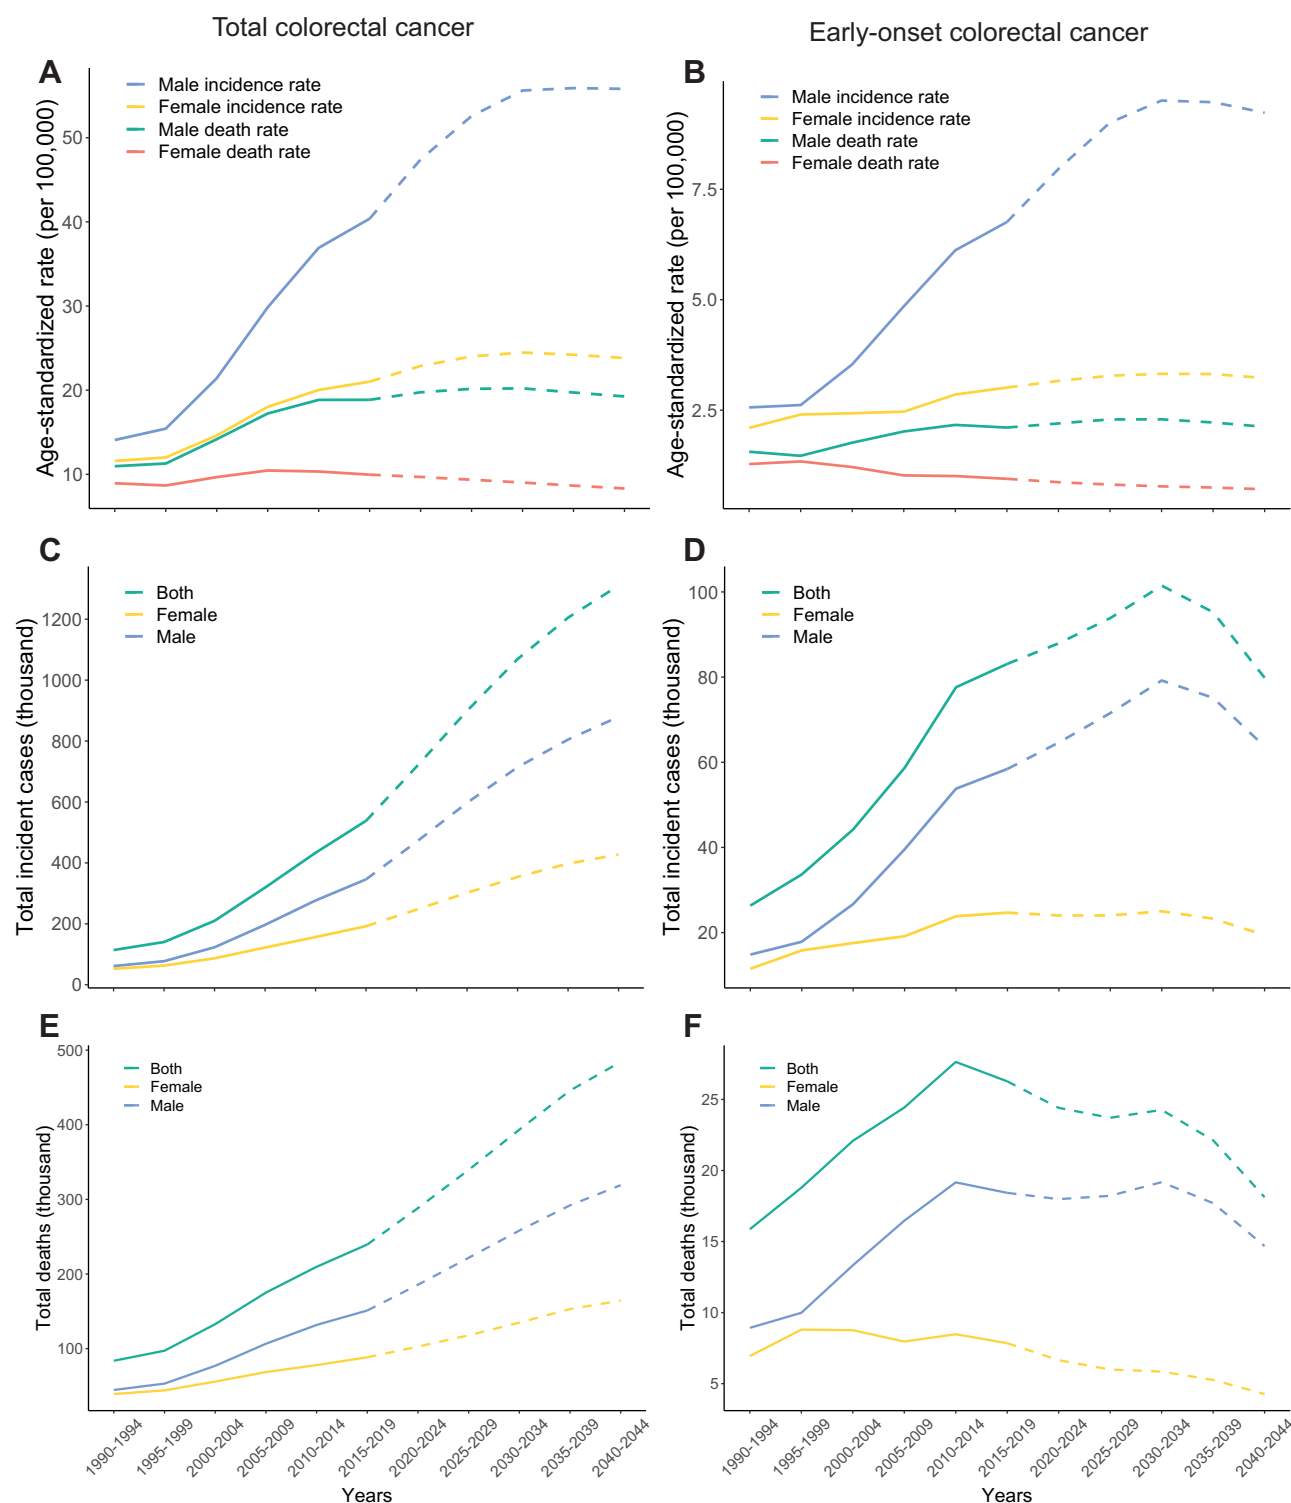 Total colorectal cancer
Early-onset colorectal cancer
A
Male incidence rate
Female incidence rate
Male death rate
Female death rate
Age-standardized rate (per 100,000)
50
40
30
20
10
B
Male incidence rate
Female incidence rate
Male death rate
Female death rate
Age-standardized rate (per 100,000)
7.5
5.0
2.5
C
Both
Female
Male
Total incident cases (thousand)
1200
1000
800
600
400
200
0
D
Both
Female
Male
Total incident cases (thousand)
100
80
60
40
20
E
Both
Female
Male
Total deaths (thousand)
500
400
300
200
100
1990-1994
1995-1999
2000-2004
2005-2009
2010-2014
2015-2019
2020-2024
2025-2029
2030-2034
2035-2039
2040-2044
Years
F
Both
Female
Male
Total deaths (thousand)
25
20
15
10
5
1990-1994
1995-1999
2000-2004
2005-2009
2010-2014
2015-2019
2020-2024
2025-2029
2030-2034
2035-2039
2040-2044
Years